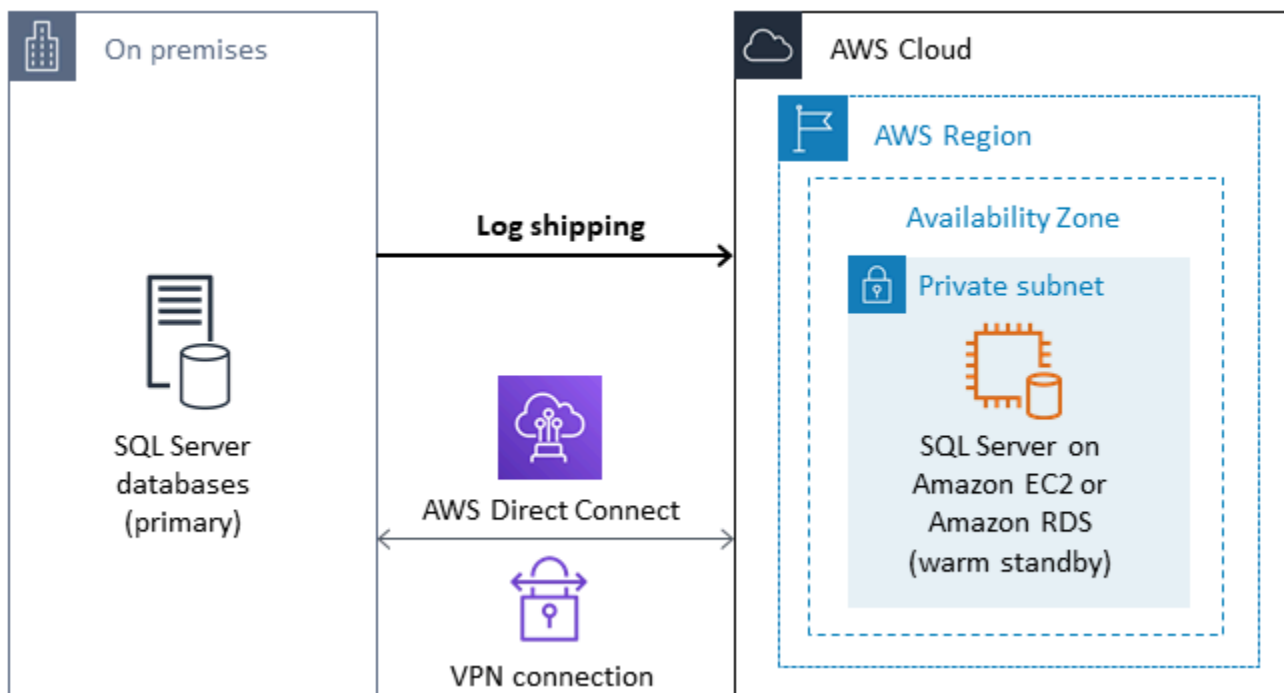 On premises
SQL Server
databases
(primary)
Log shipping
AWS Direct Connect
VPN connection
AWS Cloud
AWS Region
Availability Zone
Private subnet
SQL Server on
Amazon EC2 or
Amazon RDS
(warm standby)